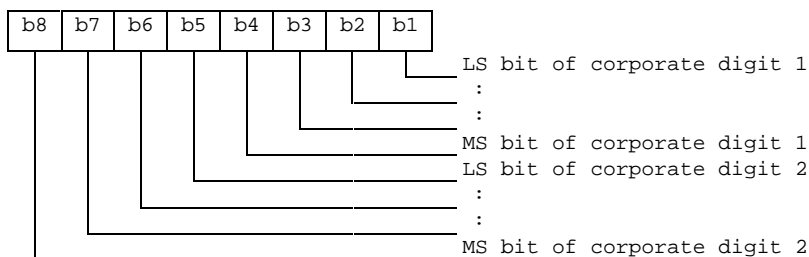 b8 b7 b6 b5 b4 b3 b2 b1
LS bit of corporate digit 1
:
:
MS bit of corporate digit 1
LS bit of corporate digit 2
:
:
MS bit of corporate digit 2